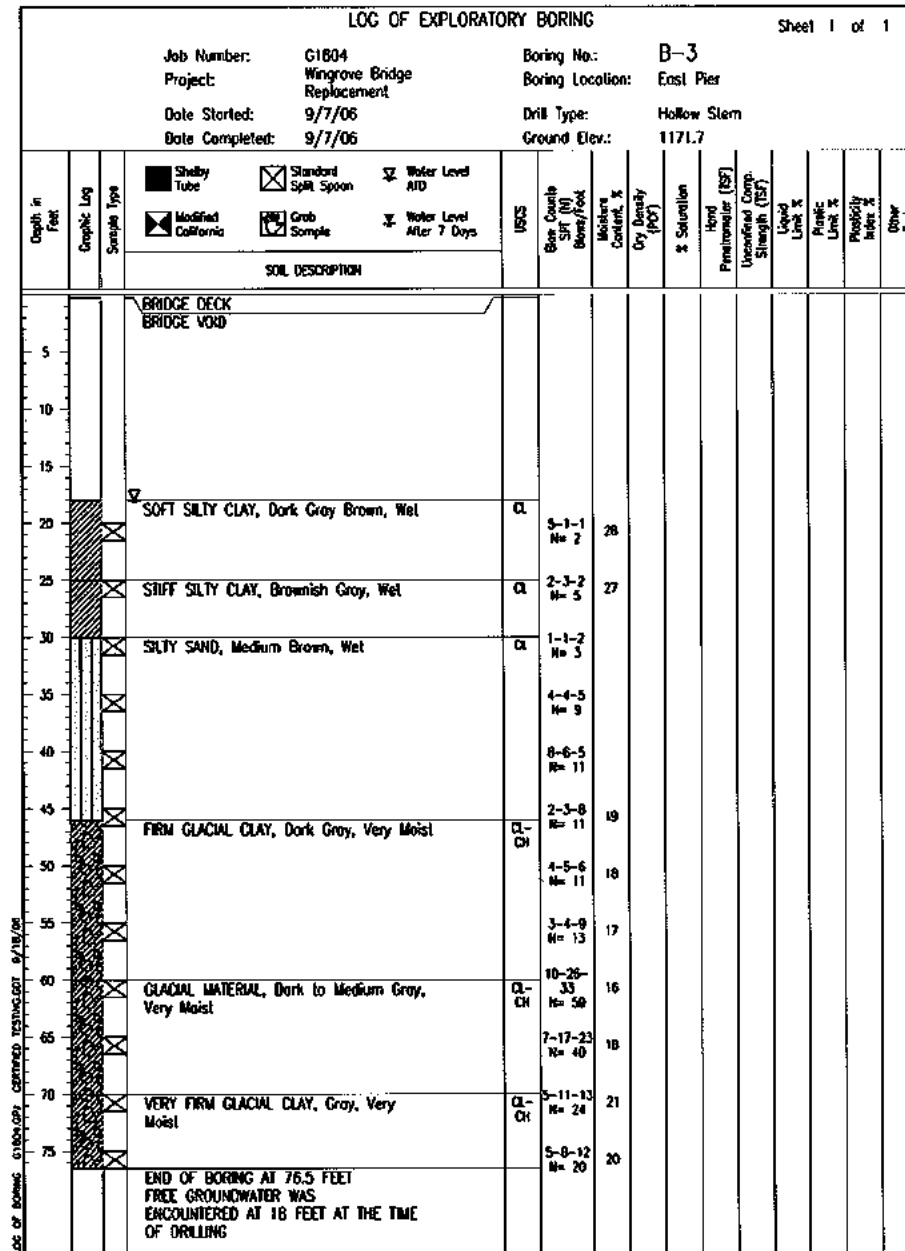 LOG OF EXPLORATORY BORING
Sheet 1 of 1
Job Number: G1604
Boring No.: B-3
Project: Wingrove Bridge Replacement
Boring Location: East Pier
Date Started: 9/7/06
Drill Type: Hollow Stem
Date Completed: 9/7/06
Ground Elev.: 1171.7
Depth in Feet
Graphic Log
Sample Type
Shelby Tube
Standard Split Spoon
Water Level ATD
Modified California
Grab Sample
Water Level After 7 Days
SOIL DESCRIPTION
USCS
Blow Counts SPT (N) Blows/Foot
Moisture Content, %
Dry Density (PCF)
% Saturation
Hand Penetrometer (TSF)
Unconfined Comp. Strength (TSF)
Liquid Limit %
Plastic Limit, %
Plasticity Index %
Other
BRIDGE DECK
BRIDGE VOID
5
10
15
SOFT SILTY CLAY, Dark Gray Brown, Wet CL
20 5-1-1 28
N= 2
25
STIFF SILTY CLAY, Brownish Gray, Wet CL 2-3-2 27
N= 5
30
SILTY SAND, Medium Brown, Wet CL 1-1-2
N= 3
35 4-4-5
N= 9
40 8-6-5
N= 11
45 2-3-8 19
N= 11
FIRM GLACIAL CLAY, Dark Gray, Very Moist CL-CH
50 4-5-6 18
N= 11
55 3-4-9 17
N= 13
60 10-26-33 16
N= 59
GLACIAL MATERIAL, Dark to Medium Gray, CL-CH
Very Moist
65 7-17-23 18
N= 40
70 5-11-13 21
N= 24
VERY FIRM GLACIAL CLAY, Gray, Very CL-CH
Moist
75 5-8-12 20
N= 20
END OF BORING AT 76.5 FEET
FREE GROUNDWATER WAS
ENCOUNTERED AT 18 FEET AT THE TIME
OF DRILLING
LOG OF BORING G1604.GPJ CERTIFIED TESTING.GDT 9/18/06